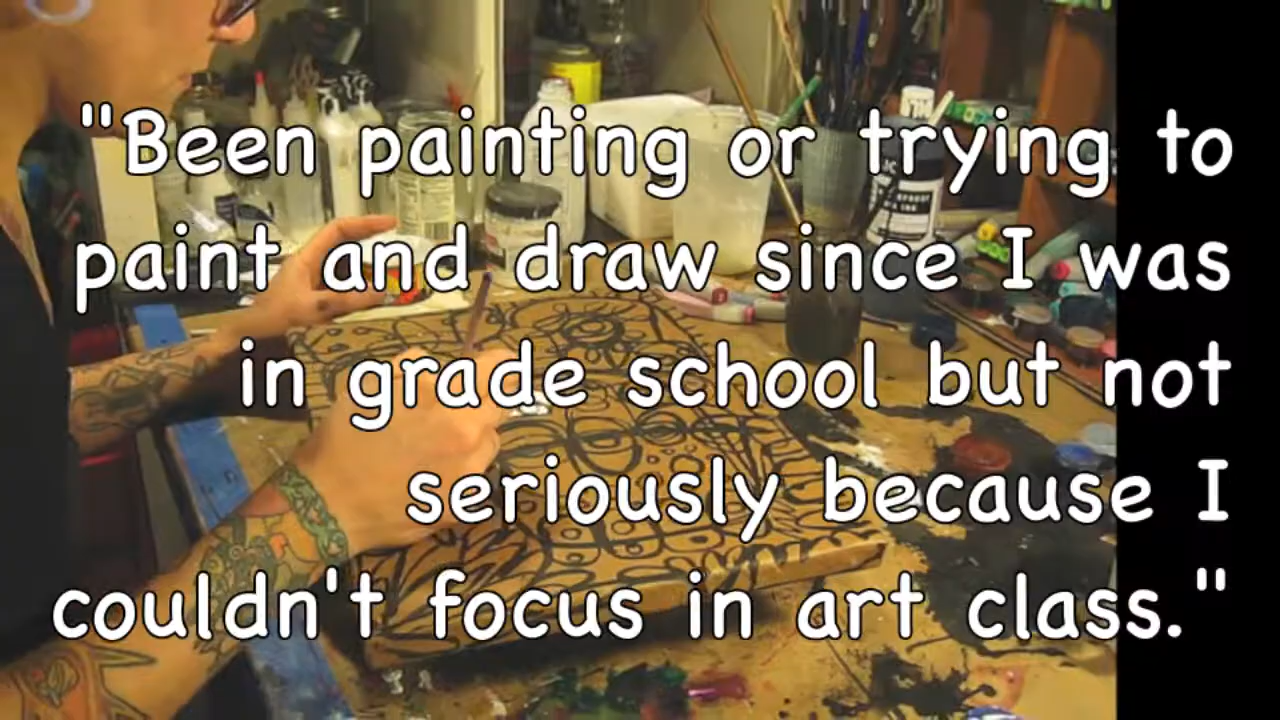 "Been painting or trying to
paint and draw since I was
in grade school but not
seriously because I
couldn't focus in art class."